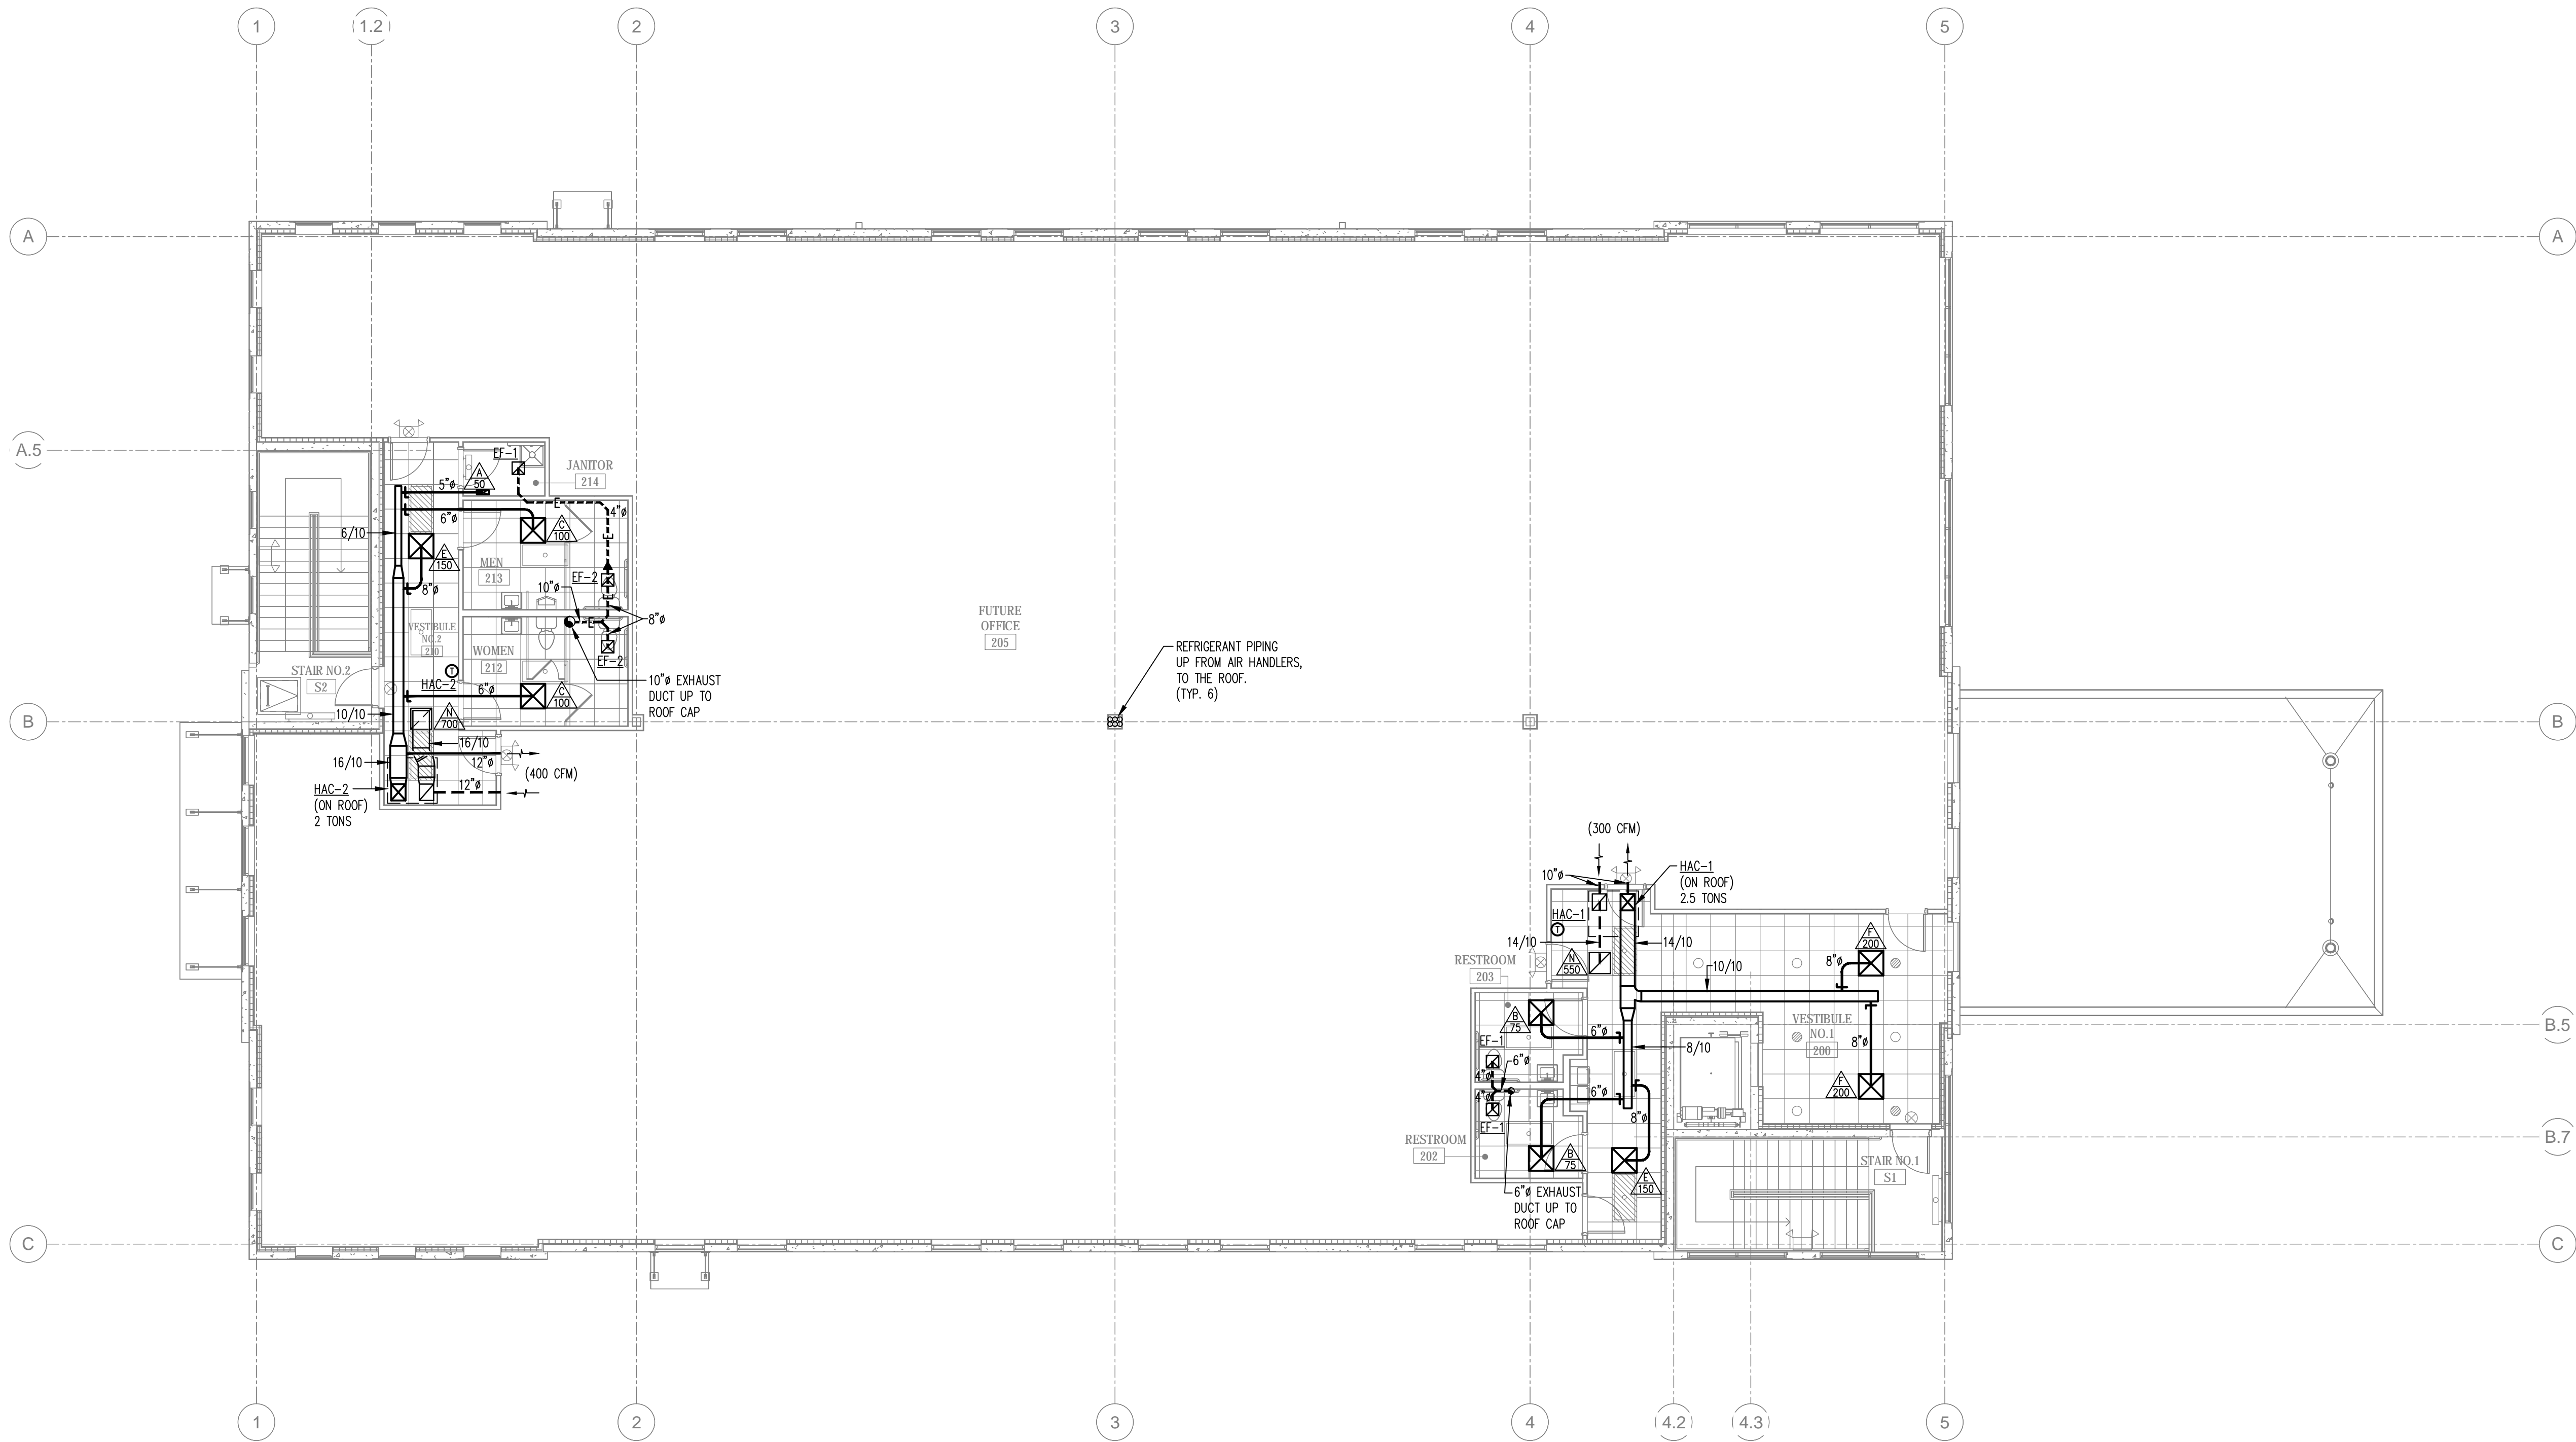 1
1.2
2
3
4
5
A
A
A.5
EF-1
JANITOR
214
A
50
5"ø
6"ø
E
4"ø
C
100
6/10
E
150
E
MEN
213
EF-2
10"ø
8"ø
E
8"ø
VESTIBULE
NO.2
210
WOMEN
212
EF-2
STAIR NO.2
S2
T
HAC-2
6"ø
C
100
10"ø EXHAUST
DUCT UP TO
ROOF CAP
FUTURE
OFFICE
205
REFRIGERANT PIPING
UP FROM AIR HANDLERS,
TO THE ROOF.
(TYP. 6)
B
B
10/10
N
700
16/10
16/10
12"ø
(400 CFM)
12"ø
HAC-2
(ON ROOF)
2 TONS
(300 CFM)
10"ø
HAC-1
(ON ROOF)
2.5 TONS
HAC-1
T
14/10
14/10
RESTROOM
203
N
550
10/10
8"ø
F
200
B
75
6"ø
VESTIBULE
NO.1
200
B.5
EF-1
6"ø
8/10
8"ø
4"ø
4"ø
6"ø
8"ø
F
200
EF-1
RESTROOM
202
B
75
B.7
STAIR NO.1
S1
E
150
6"ø EXHAUST
DUCT UP TO
ROOF CAP
C
C
1
2
3
4
4.2
4.3
5